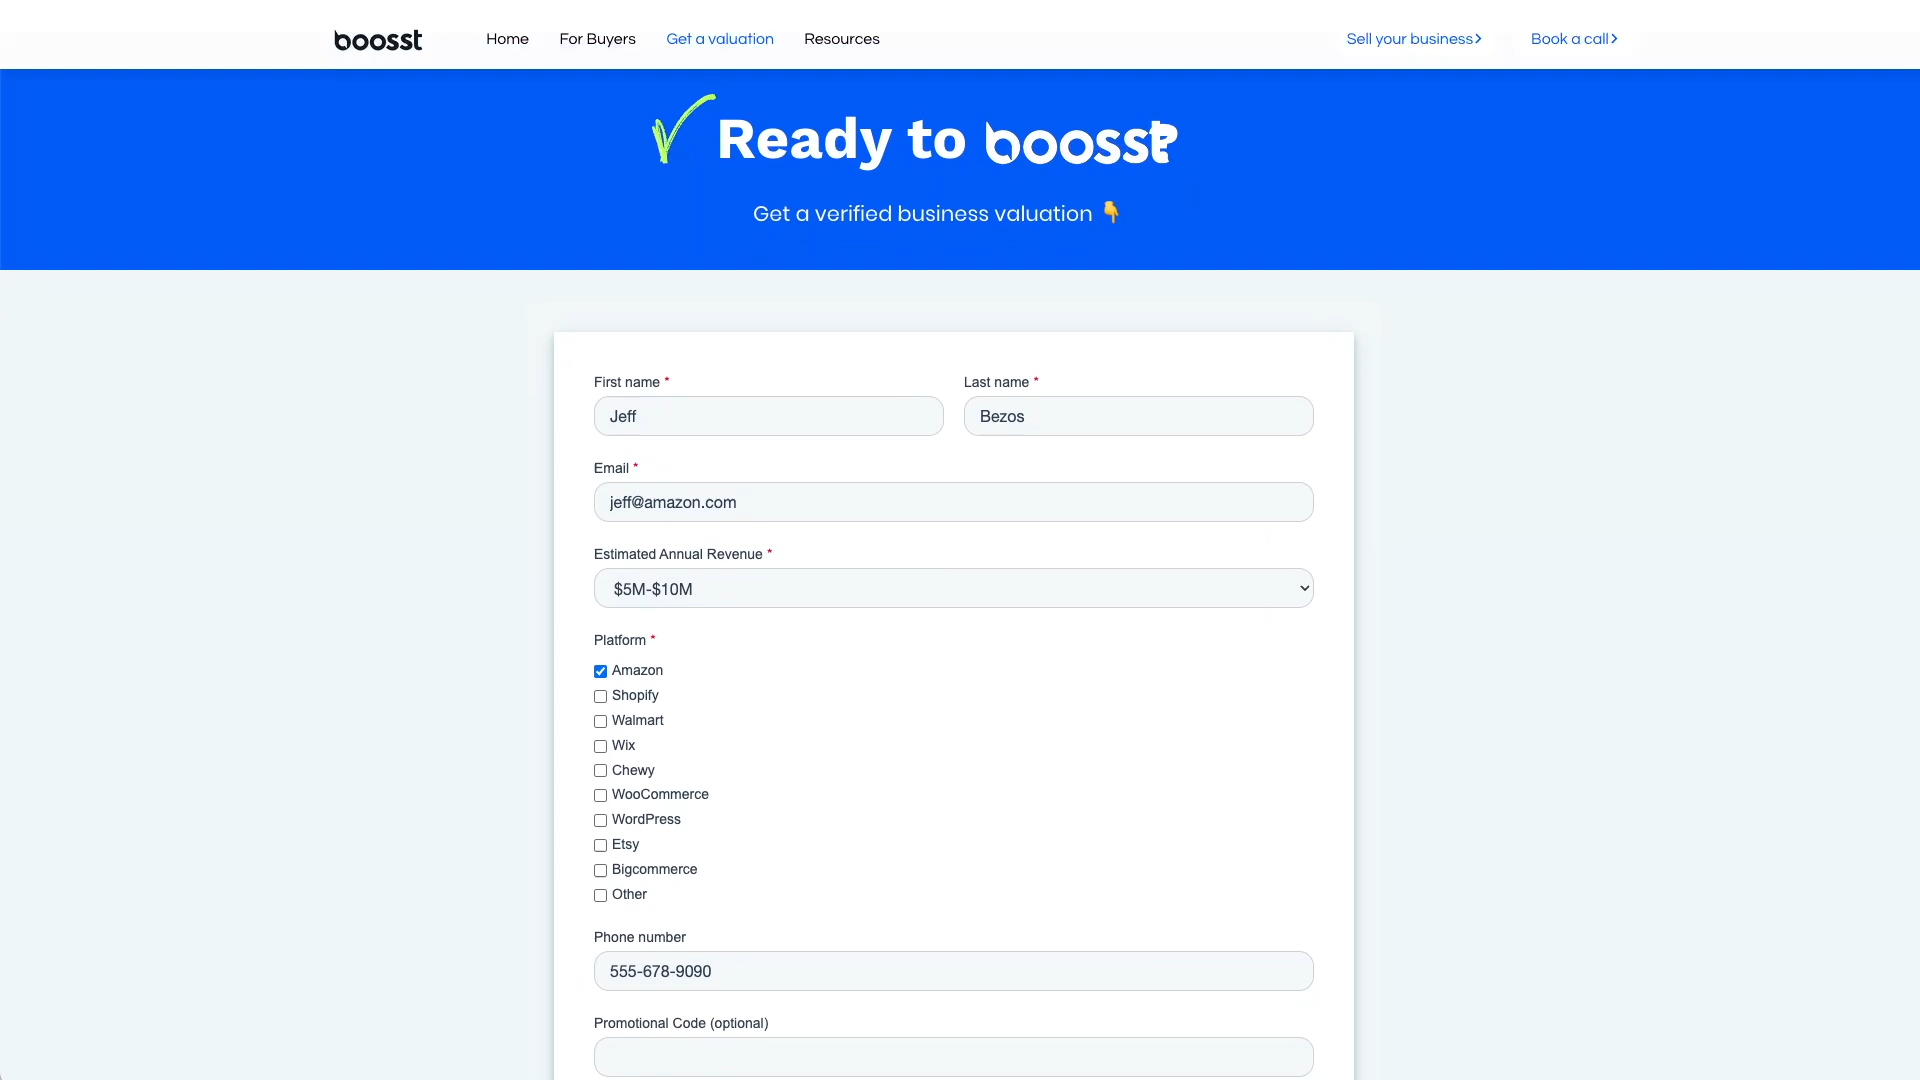 boosst Home For Buyers Get a valuation Resources Sell your business Book a call
Ready to boosst?
Get a verified business valuation 👇
First name * Last name *
Jeff Bezos
Email *
jeff@amazon.com
Estimated Annual Revenue *
$5M-$10M
Platform *
Amazon
Shopify
Walmart
Wix
Chewy
WooCommerce
WordPress
Etsy
Bigcommerce
Other
Phone number
555-678-9090
Promotional Code (optional)